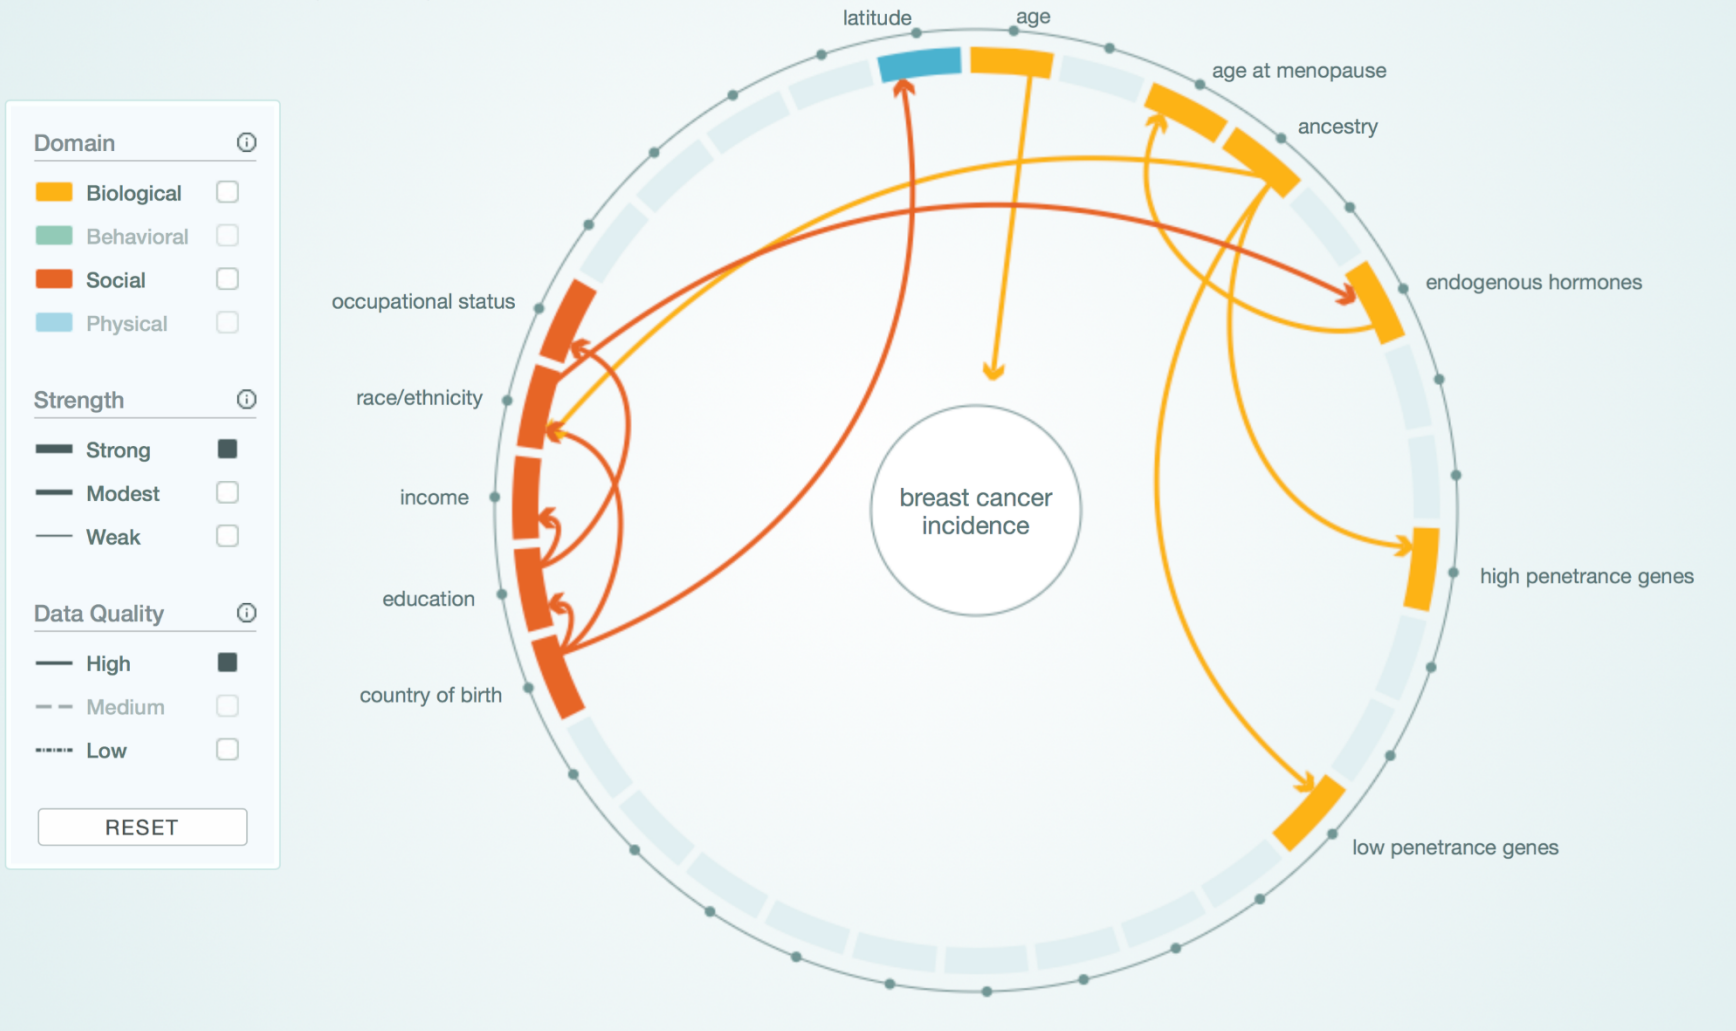 Domain
Biological
Behavioral
Social
Physical
Strength
Strong
Modest
Weak
Data Quality
High
Medium
Low
RESET
latitude
age
age at menopause
ancestry
endogenous hormones
high penetrance genes
low penetrance genes
occupational status
race/ethnicity
income
education
country of birth
breast cancer
incidence